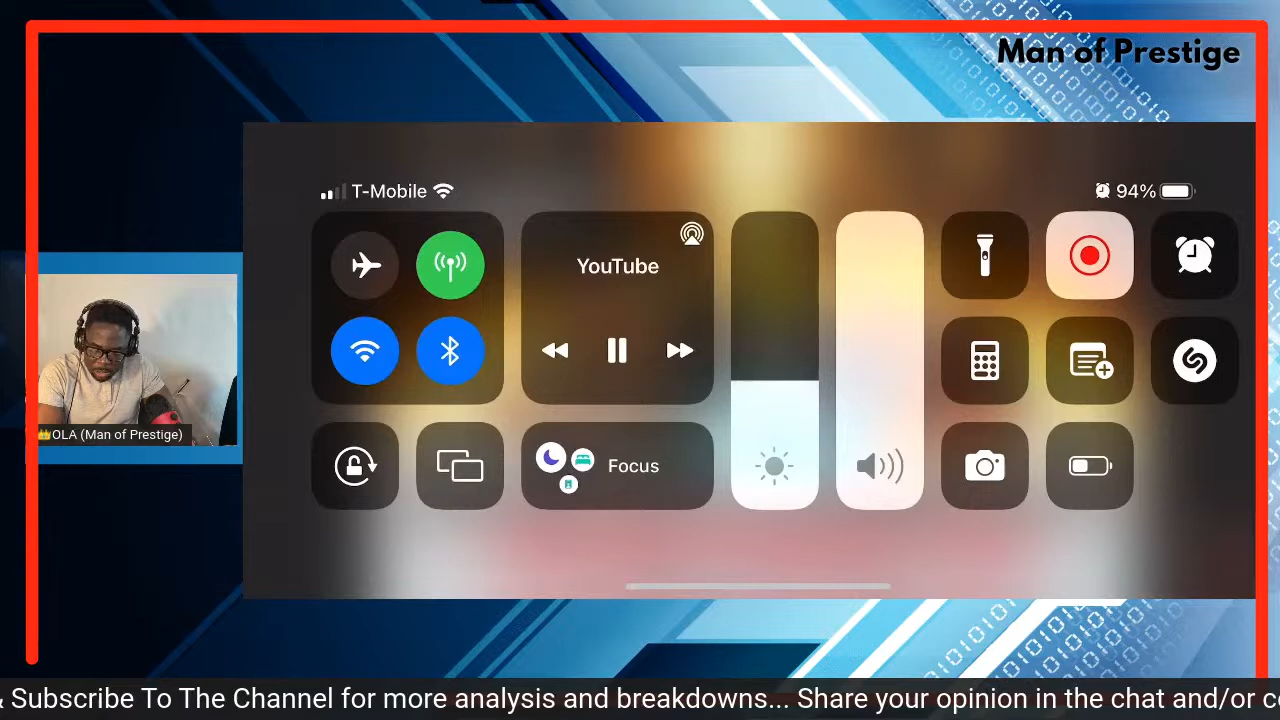 Man of Prestige
T-Mobile
94%
YouTube
Focus
OLA (Man of Prestige)
& Subscribe To The Channel for more analysis and breakdowns... Share your opinion in the chat and/or